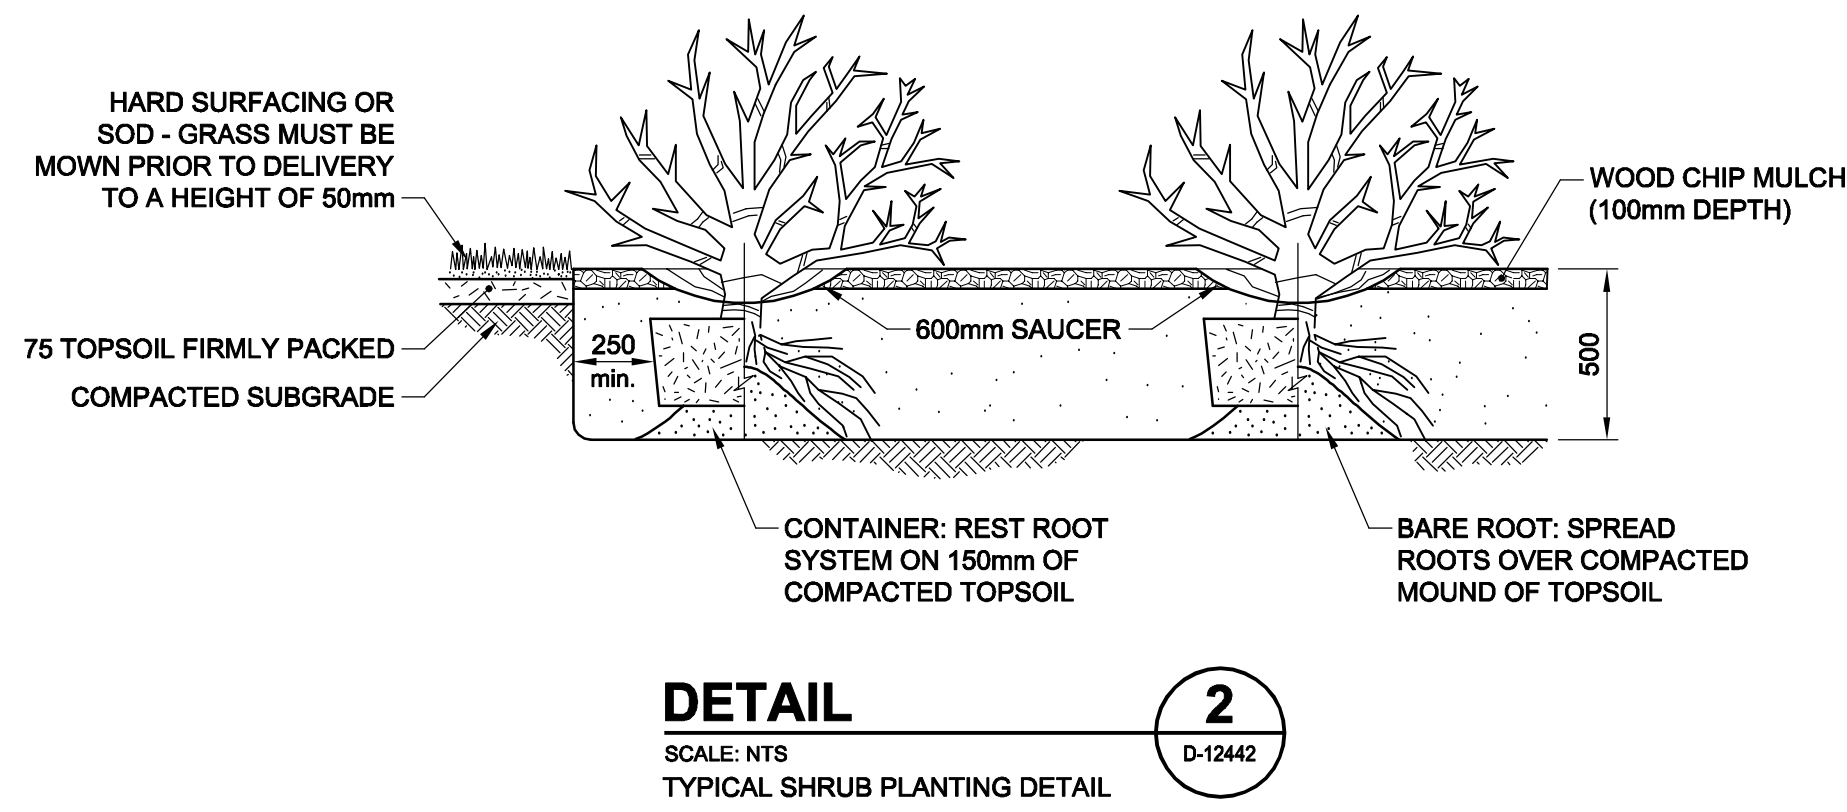 HARD SURFACING OR
SOD - GRASS MUST BE
MOWN PRIOR TO DELIVERY
TO A HEIGHT OF 50mm
75 TOPSOIL FIRMLY PACKED
COMPACTED SUBGRADE
250
min.
600mm SAUCER
WOOD CHIP MULCH
(100mm DEPTH)
500
CONTAINER: REST ROOT
SYSTEM ON 150mm OF
COMPACTED TOPSOIL
BARE ROOT: SPREAD
ROOTS OVER COMPACTED
MOUND OF TOPSOIL
DETAIL
2
SCALE: NTS
D-12442
TYPICAL SHRUB PLANTING DETAIL